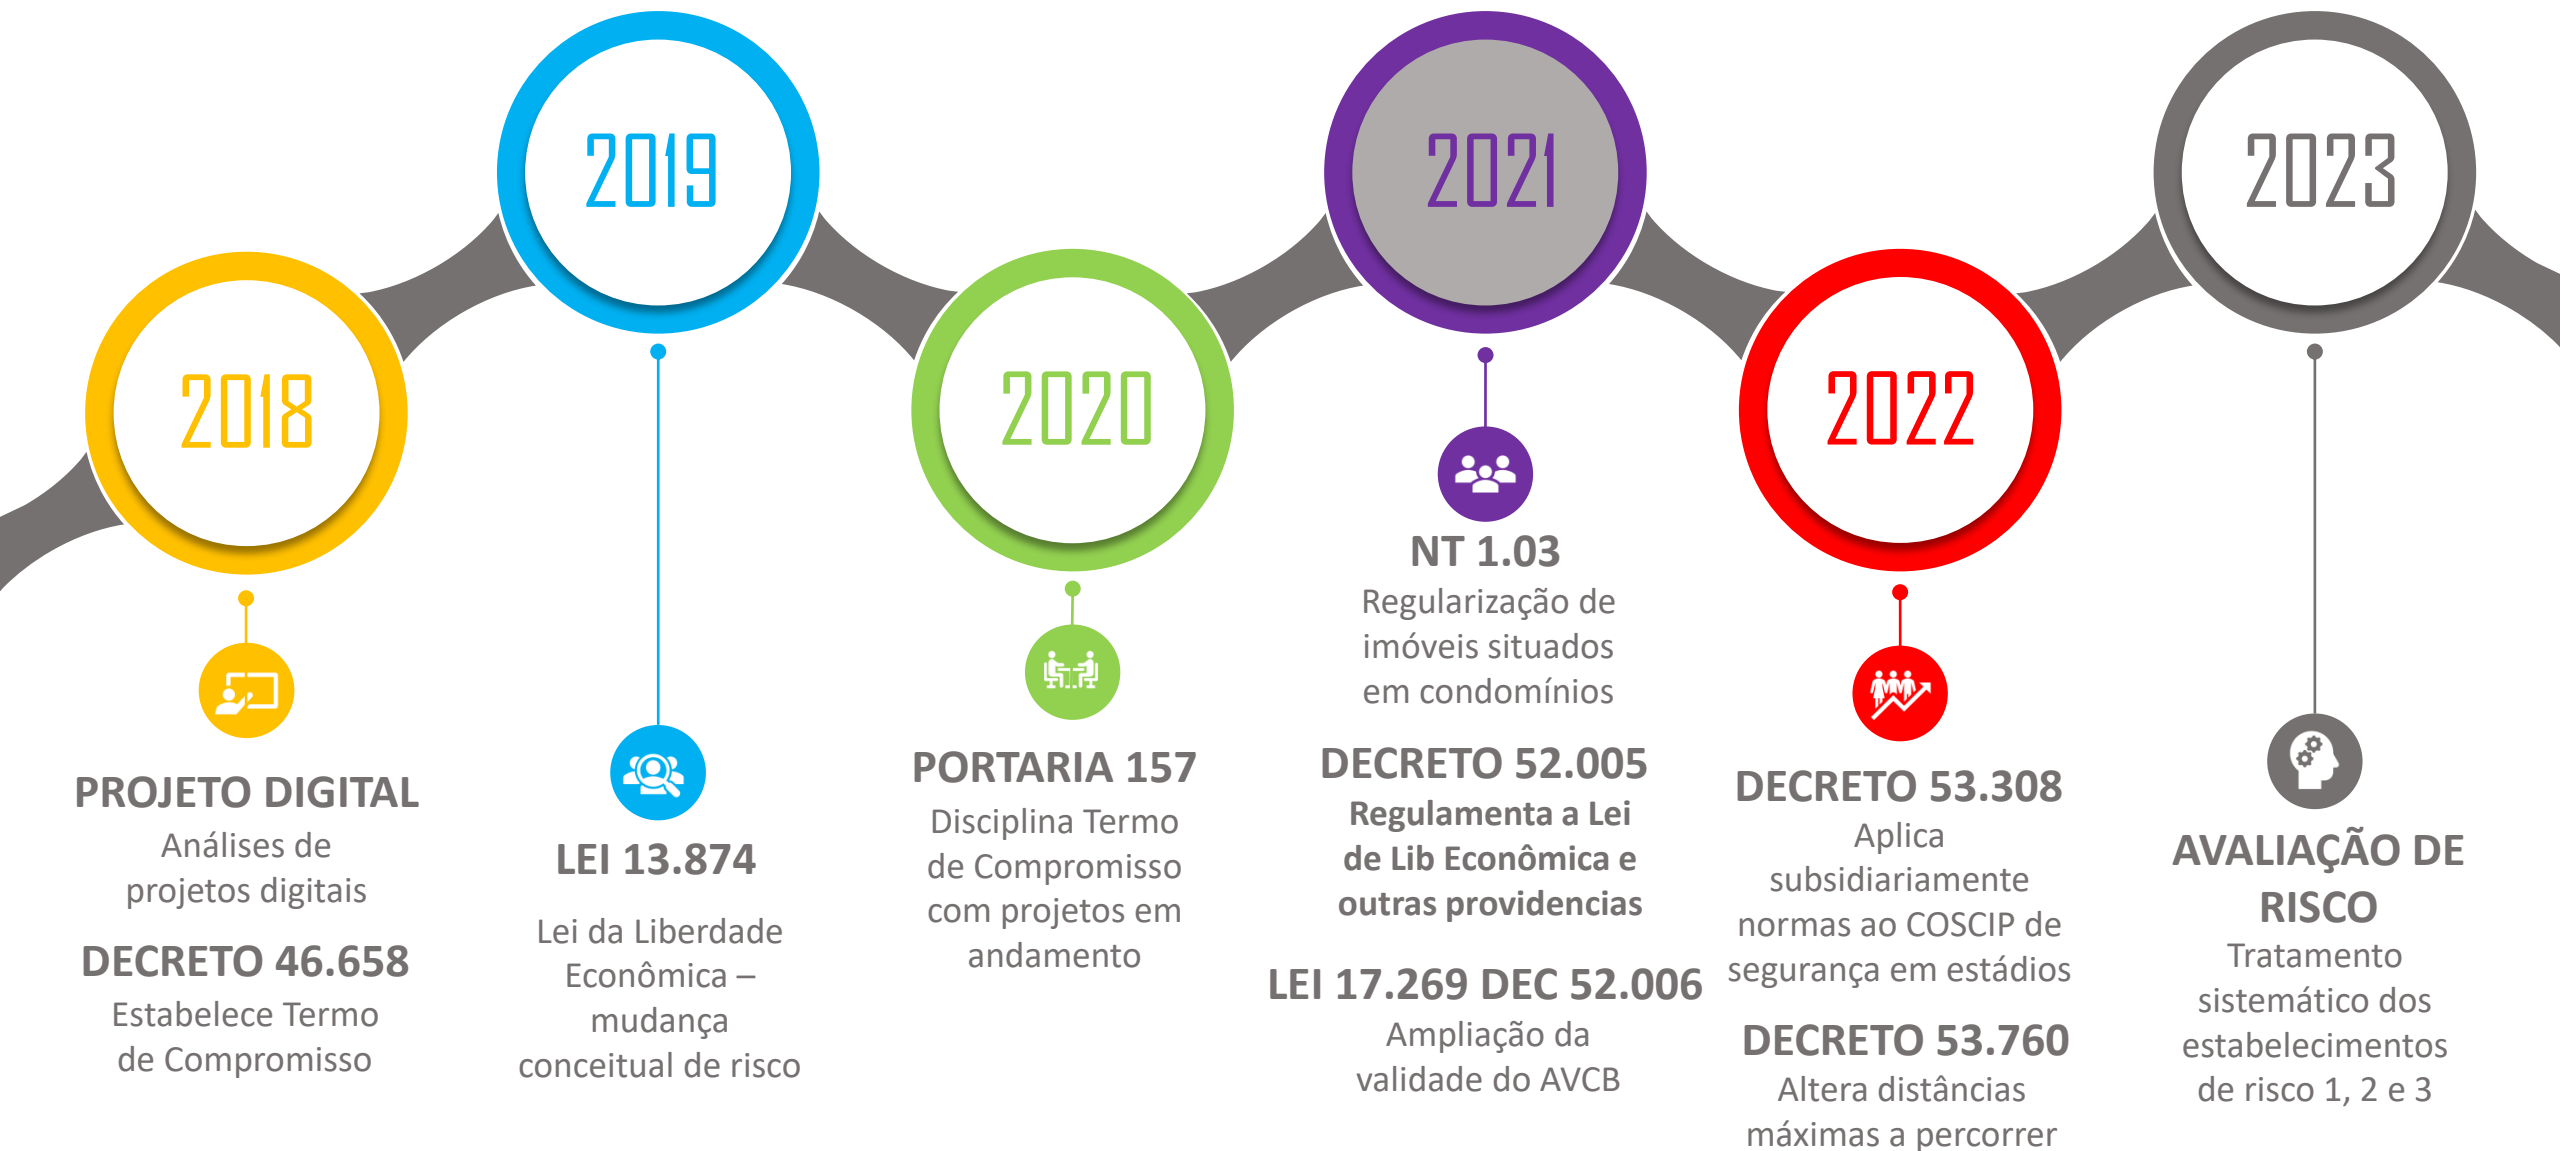 2018
PROJETO DIGITAL
Análises de
projetos digitais
DECRETO 46.658
Estabelece Termo
de Compromisso
2019
LEI 13.874
Lei da Liberdade
Econômica –
mudança
conceitual de risco
2020
PORTARIA 157
Disciplina Termo
de Compromisso
com projetos em
andamento
2021
NT 1.03
Regularização de
imóveis situados
em condomínios
DECRETO 52.005
Regulamenta a Lei
de Lib Econômica e
outras providencias
LEI 17.269 DEC 52.006
Ampliação da
validade do AVCB
2022
DECRETO 53.308
Aplica
subsidiariamente
normas ao COSCIP de
segurança em estádios
DECRETO 53.760
Altera distâncias
máximas a percorrer
2023
AVALIAÇÃO DE
RISCO
Tratamento
sistemático dos
estabelecimentos
de risco 1, 2 e 3